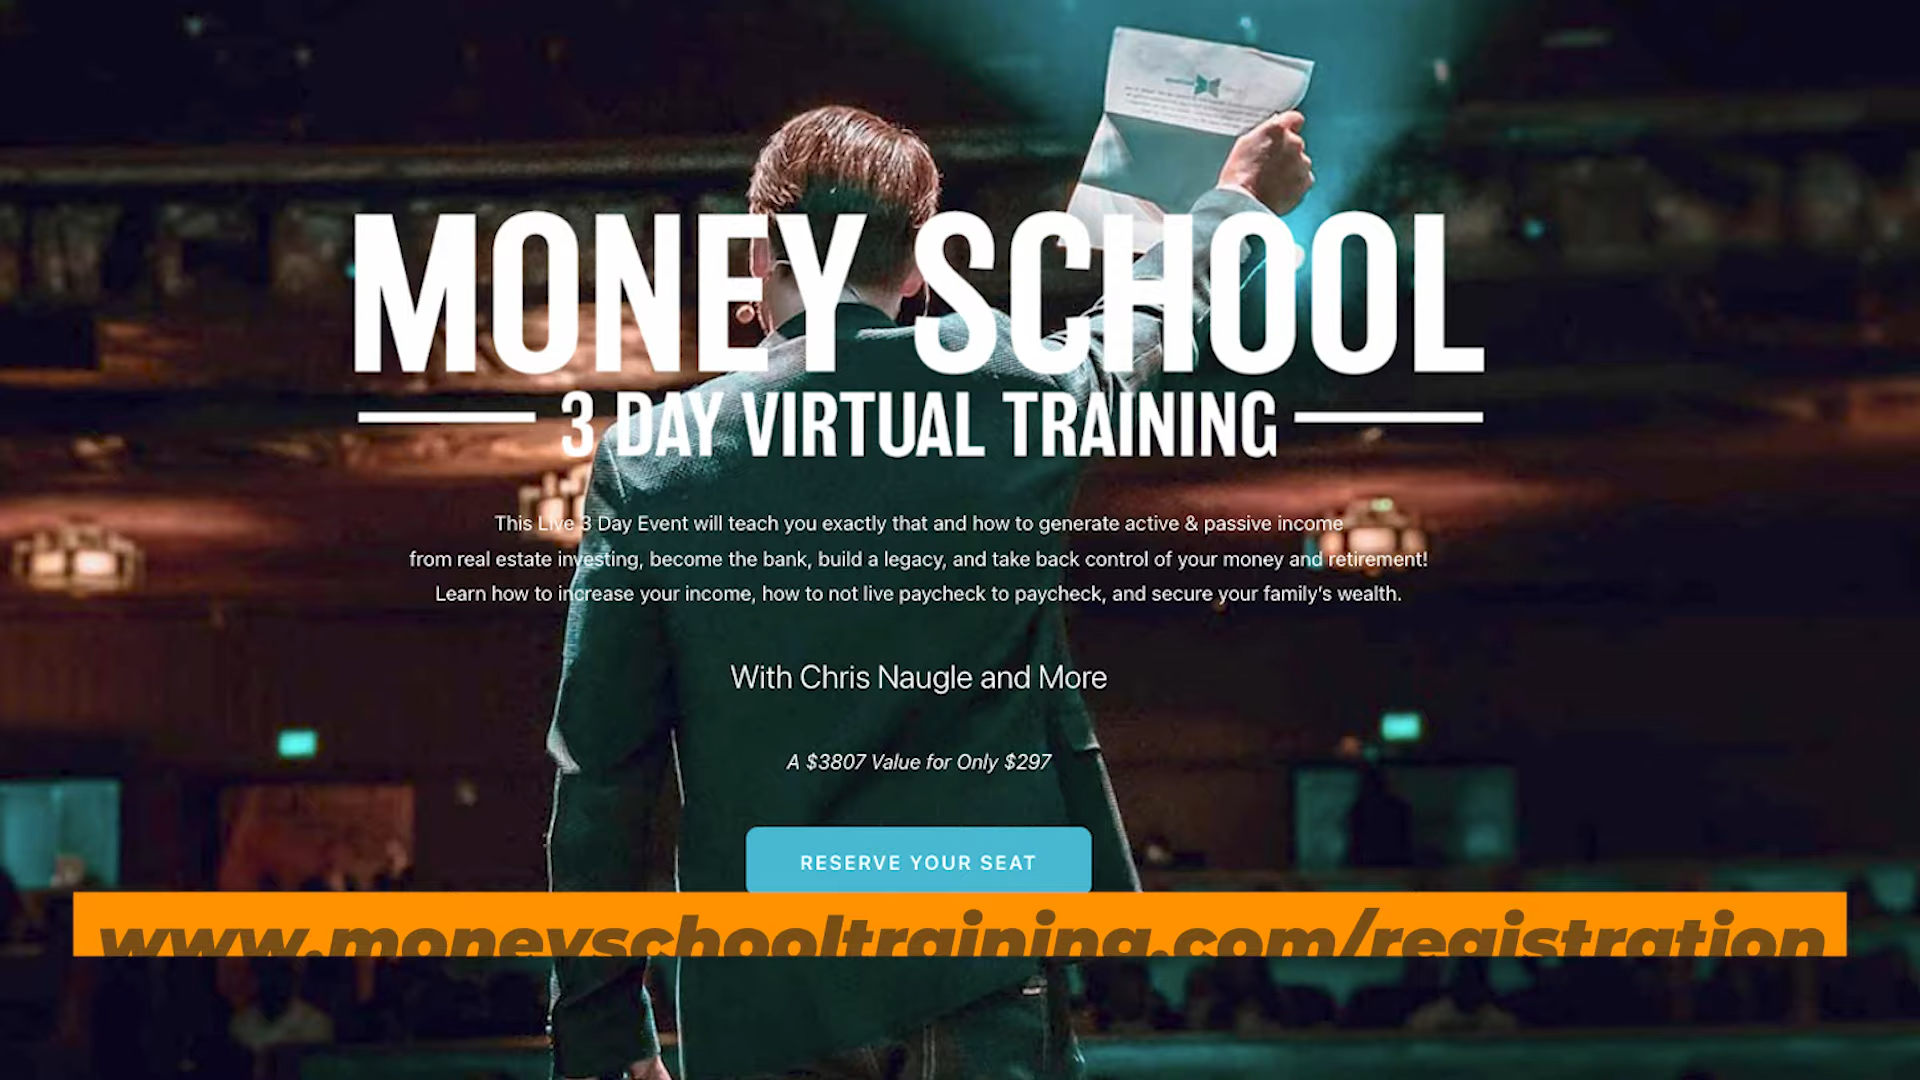 MONEY SCHOOL
3 DAY VIRTUAL TRAINING
This Live 3 Day Event will teach you exactly that and how to generate active & passive income
from real estate investing, become the bank, build a legacy, and take back control of your money and retirement!
Learn how to increase your income, how to not live paycheck to paycheck, and secure your family's wealth.
With Chris Naugle and More
A $3807 Value for Only $297
RESERVE YOUR SEAT
www.moneyschooltraining.com/registration